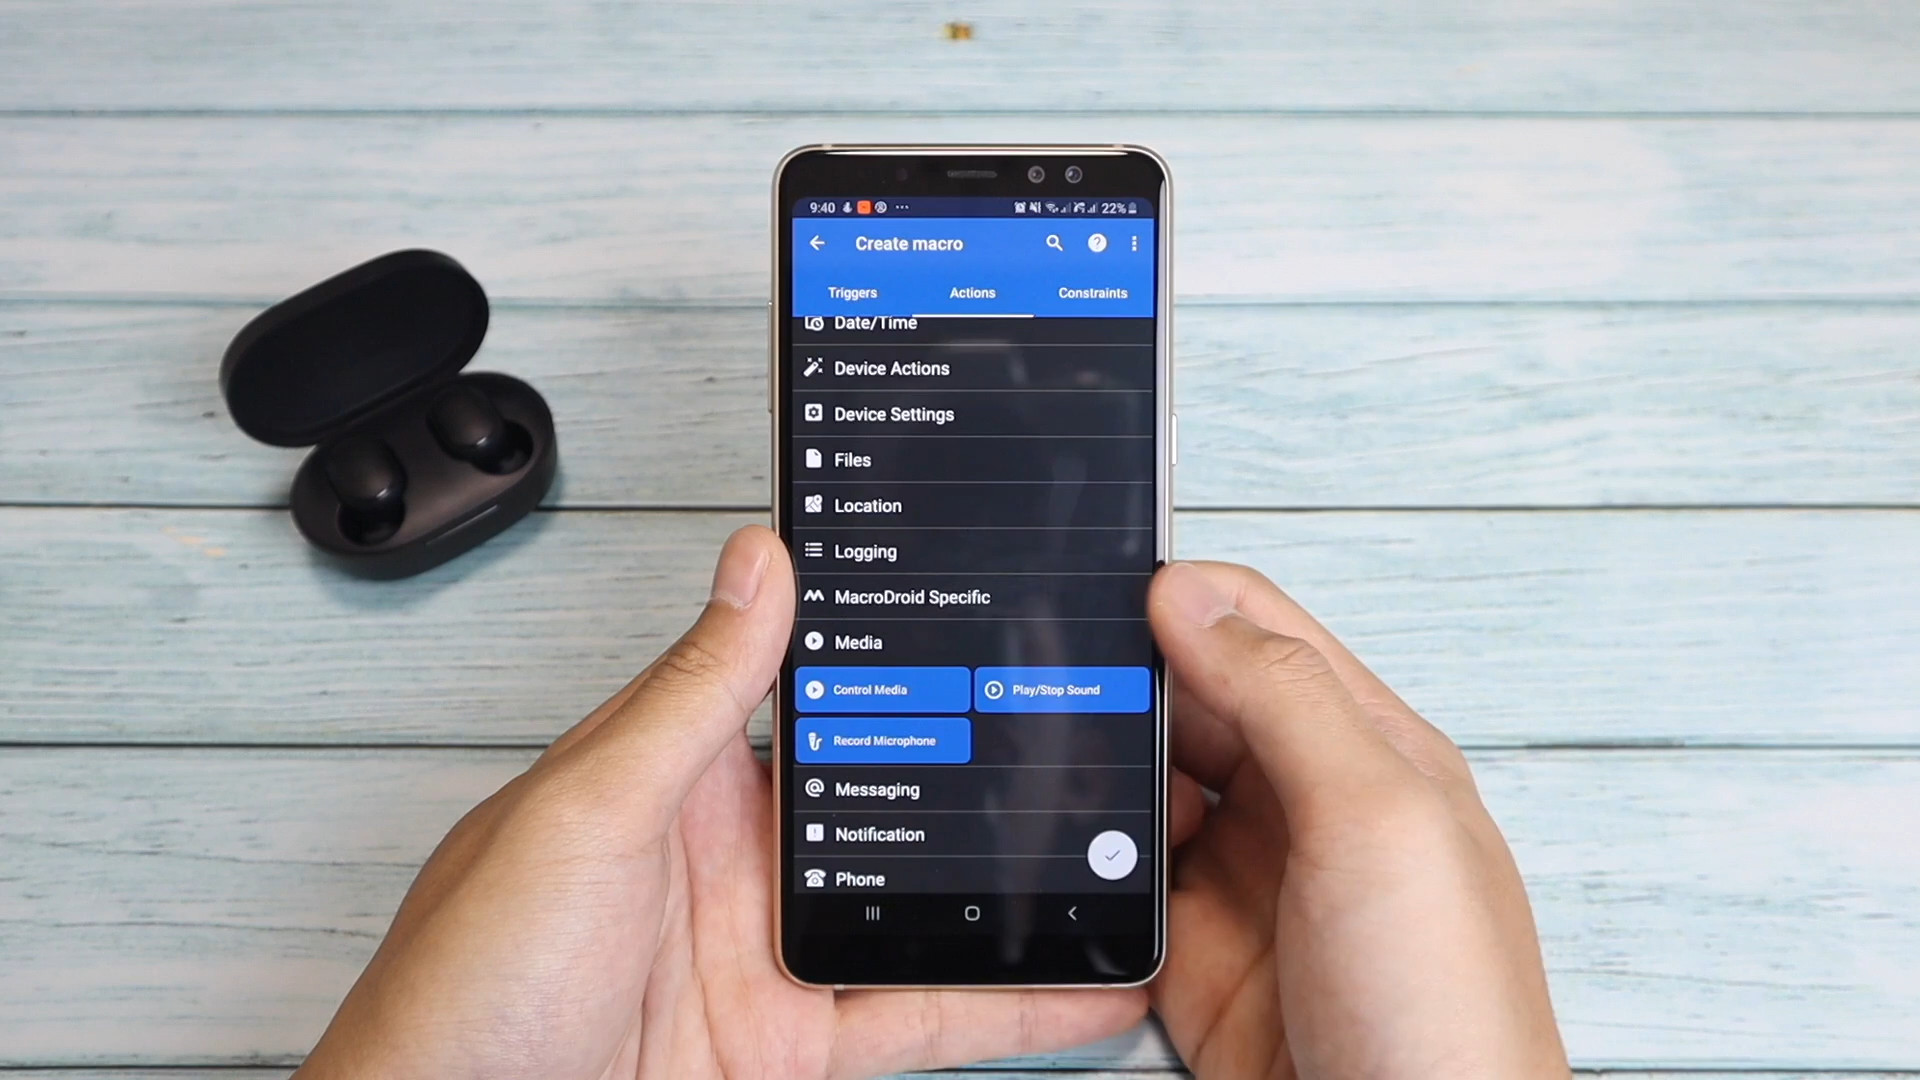 9:40 22%
Create macro
Triggers Actions Constraints
Date/Time
Device Actions
Device Settings
Files
Location
Logging
MacroDroid Specific
Media
Control Media Play/Stop Sound
Record Microphone
Messaging
Notification
Phone